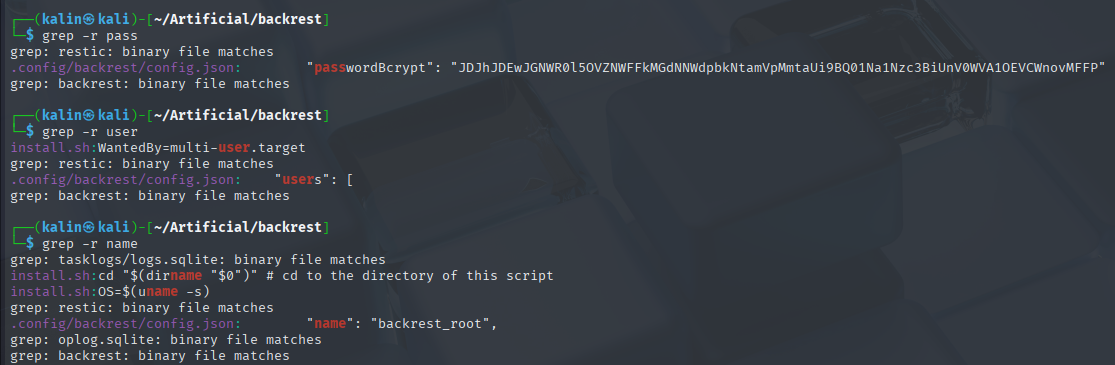 ┌──(kalin㉿kali)-[~/Artificial/backrest]
└─$ grep -r pass
grep: restic: binary file matches
.config/backrest/config.json:        "passwordBcrypt": "JDJhJDEwJGNWR0l5OVZNWFFkMGdNNWdpbkNtamVpMmtaUi9BQ01Na1Nzc3BiUnV0WVA1OEVCWnovMFFP"
grep: backrest: binary file matches
┌──(kalin㉿kali)-[~/Artificial/backrest]
└─$ grep -r user
install.sh:WantedBy=multi-user.target
grep: restic: binary file matches
.config/backrest/config.json:    "users": [
grep: backrest: binary file matches
┌──(kalin㉿kali)-[~/Artificial/backrest]
└─$ grep -r name
grep: tasklogs/logs.sqlite: binary file matches
install.sh:cd "$(dirname "$0")" # cd to the directory of this script
install.sh:OS=$(uname -s)
grep: restic: binary file matches
.config/backrest/config.json:        "name": "backrest_root",
grep: oplog.sqlite: binary file matches
grep: backrest: binary file matches